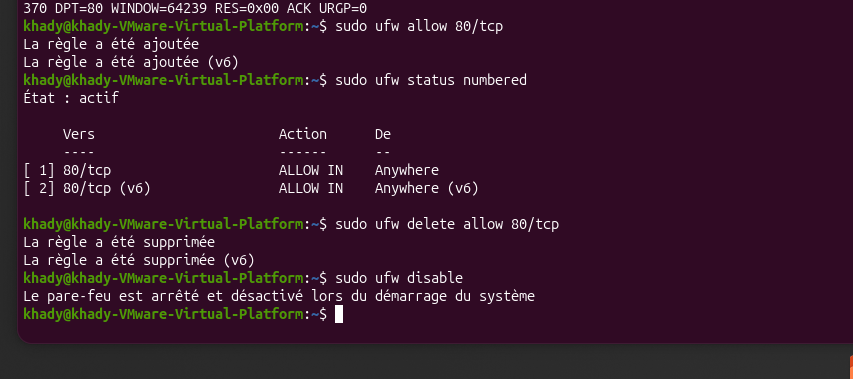 370 DPT=80 WINDOW=64239 RES=0x00 ACK URGP=0
khady@khady-VMware-Virtual-Platform:~$ sudo ufw allow 80/tcp
La règle a été ajoutée
La règle a été ajoutée (v6)
khady@khady-VMware-Virtual-Platform:~$ sudo ufw status numbered
État : actif

     Vers                       Action      De
     ----                       ------      --
[ 1] 80/tcp                     ALLOW IN    Anywhere
[ 2] 80/tcp (v6)                ALLOW IN    Anywhere (v6)

khady@khady-VMware-Virtual-Platform:~$ sudo ufw delete allow 80/tcp
La règle a été supprimée
La règle a été supprimée (v6)
khady@khady-VMware-Virtual-Platform:~$ sudo ufw disable
Le pare-feu est arrêté et désactivé lors du démarrage du système
khady@khady-VMware-Virtual-Platform:~$